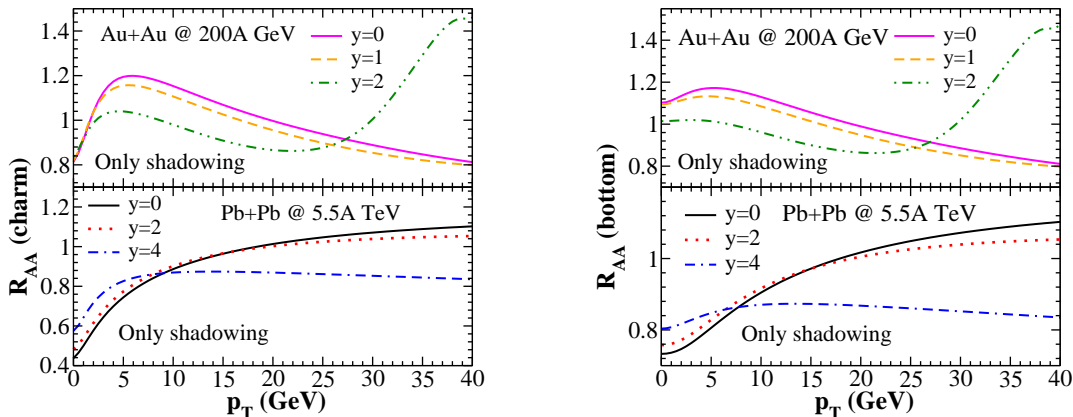 1.4
1.2
1
0.8
Au+Au @ 200A GeV
y=0
y=1
y=2
Only shadowing
1.2
1
0.8
0.6
0.4
Pb+Pb @ 5.5A TeV
y=0
y=2
y=4
Only shadowing
R_AA (charm)
0 5 10 15 20 25 30 35 40
p_T (GeV)
1.4
1.2
1
0.8
Au+Au @ 200A GeV
y=0
y=1
y=2
Only shadowing
1
0.8
Pb+Pb @ 5.5A TeV
y=0
y=2
y=4
Only shadowing
R_AA (bottom)
0 5 10 15 20 25 30 35 40
p_T (GeV)